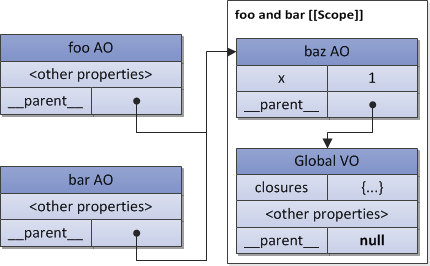 foo AO
<other properties>
__parent__
bar AO
<other properties>
__parent__
foo and bar [[Scope]]
baz AO
x 1
__parent__
Global VO
closures {...}
<other properties>
__parent__ null